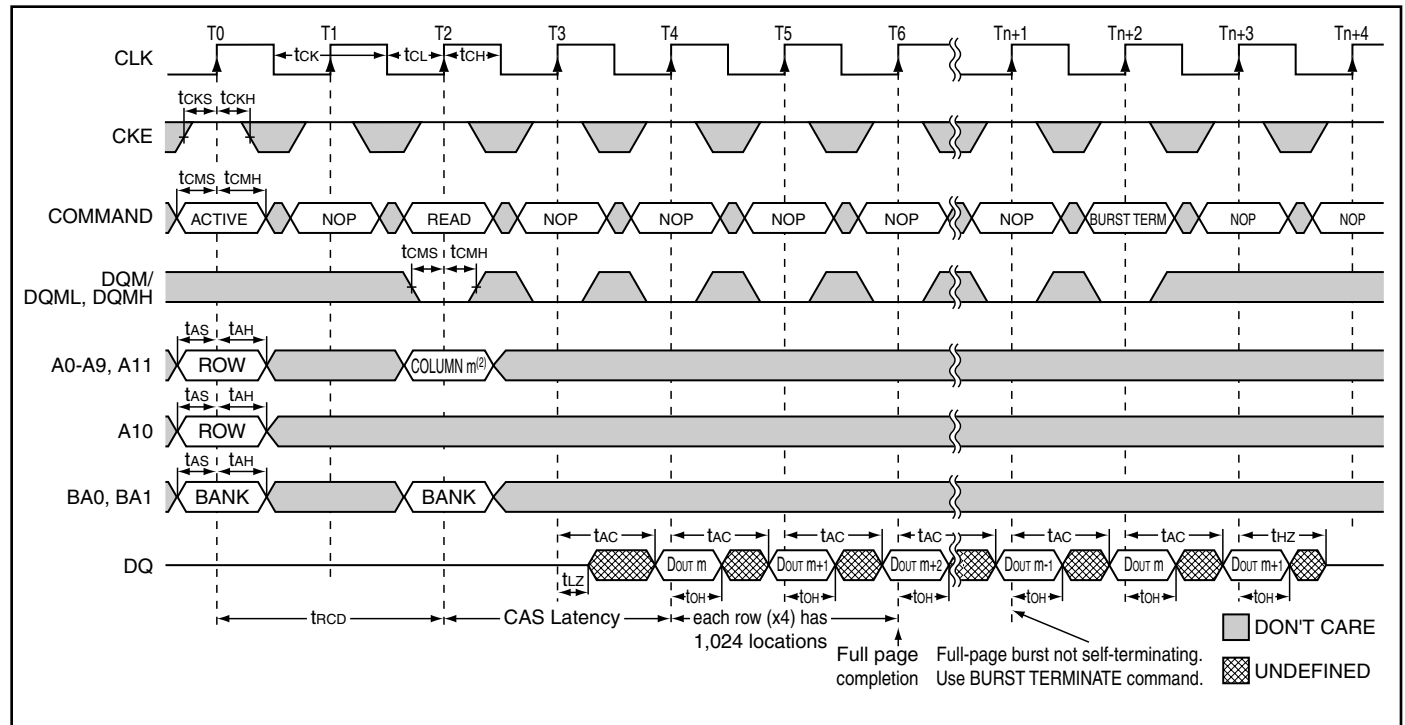 T0 T1 T2 T3 T4 T5 T6 Tn+1 Tn+2 Tn+3 Tn+4
CLK tCK tCL tCH
tCKS tCKH
CKE
tCMS tCMH
COMMAND ACTIVE NOP READ NOP NOP NOP NOP NOP BURST TERM NOP NOP
tCMS tCMH
DQM/
DQML, DQMH
tAS tAH
A0-A9, A11 ROW COLUMN m(2)
tAS tAH
A10 ROW
tAS tAH
BA0, BA1 BANK BANK
tAC tAC tAC tAC tAC tAC tHZ
DQ DOUT m DOUT m+1 DOUT m+2 DOUT m-1 DOUT m DOUT m+1
tLZ tOH tOH tOH tOH tOH tOH
tRCD CAS Latency each row (x4) has
1,024 locations
Full page
completion
Full-page burst not self-terminating.
Use BURST TERMINATE command.
DON'T CARE
UNDEFINED